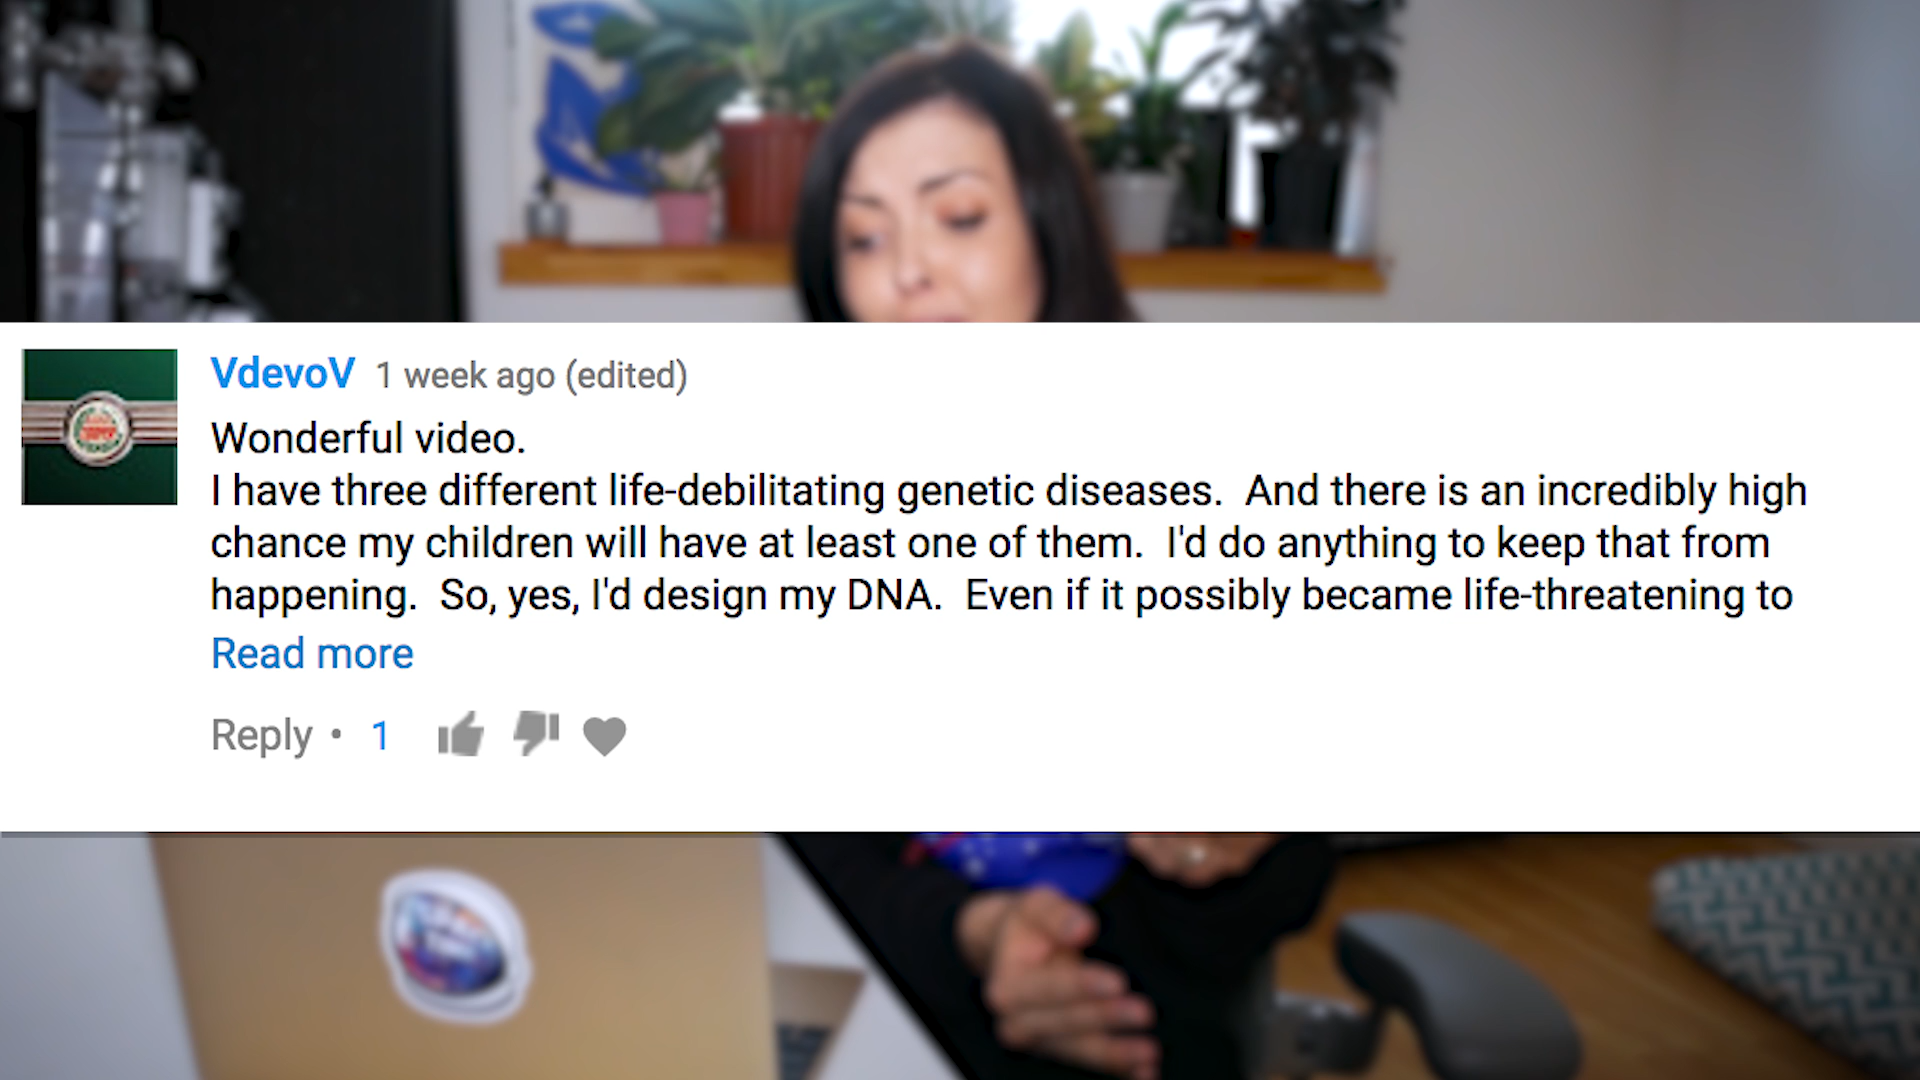 VdevoV 1 week ago (edited)
Wonderful video.
I have three different life-debilitating genetic diseases.  And there is an incredibly high
chance my children will have at least one of them.  I'd do anything to keep that from
happening.  So, yes, I'd design my DNA.  Even if it possibly became life-threatening to
Read more
Reply • 1